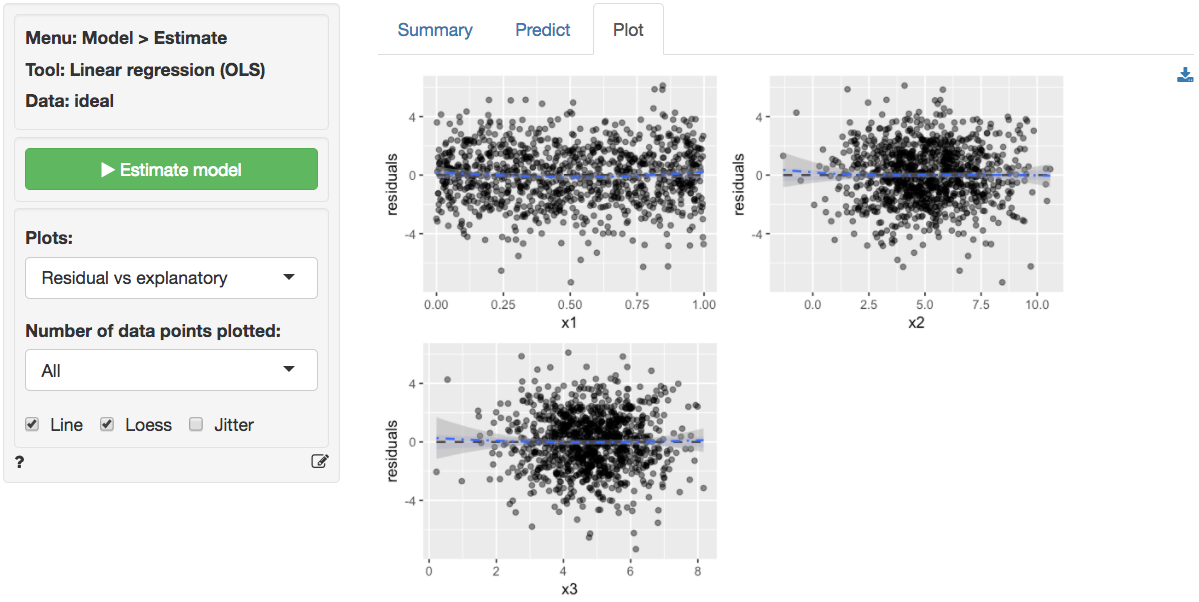 Menu: Model > Estimate
Tool: Linear regression (OLS)
Data: ideal
Estimate model
Plots:
Residual vs explanatory
Number of data points plotted:
All
Line Loess Jitter
?
Summary Predict Plot
residuals
4
0
-4
0.00 0.25 0.50 0.75 1.00
x1
residuals
4
0
-4
0.0 2.5 5.0 7.5 10.0
x2
residuals
4
0
-4
0 2 4 6 8
x3